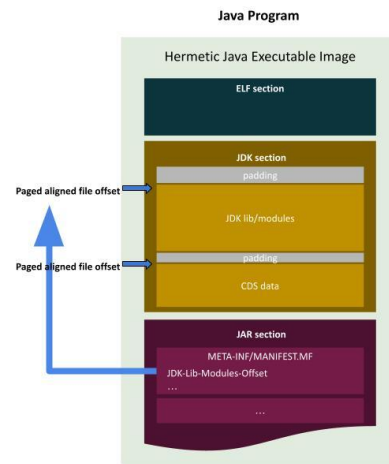 Java Program
Hermetic Java Executable Image
ELF section
JDK section
padding
Paged aligned file offset
JDK lib/modules
padding
Paged aligned file offset
CDS data
JAR section
META-INF/MANIFEST.MF
JDK-Lib-Modules-Offset
...
...